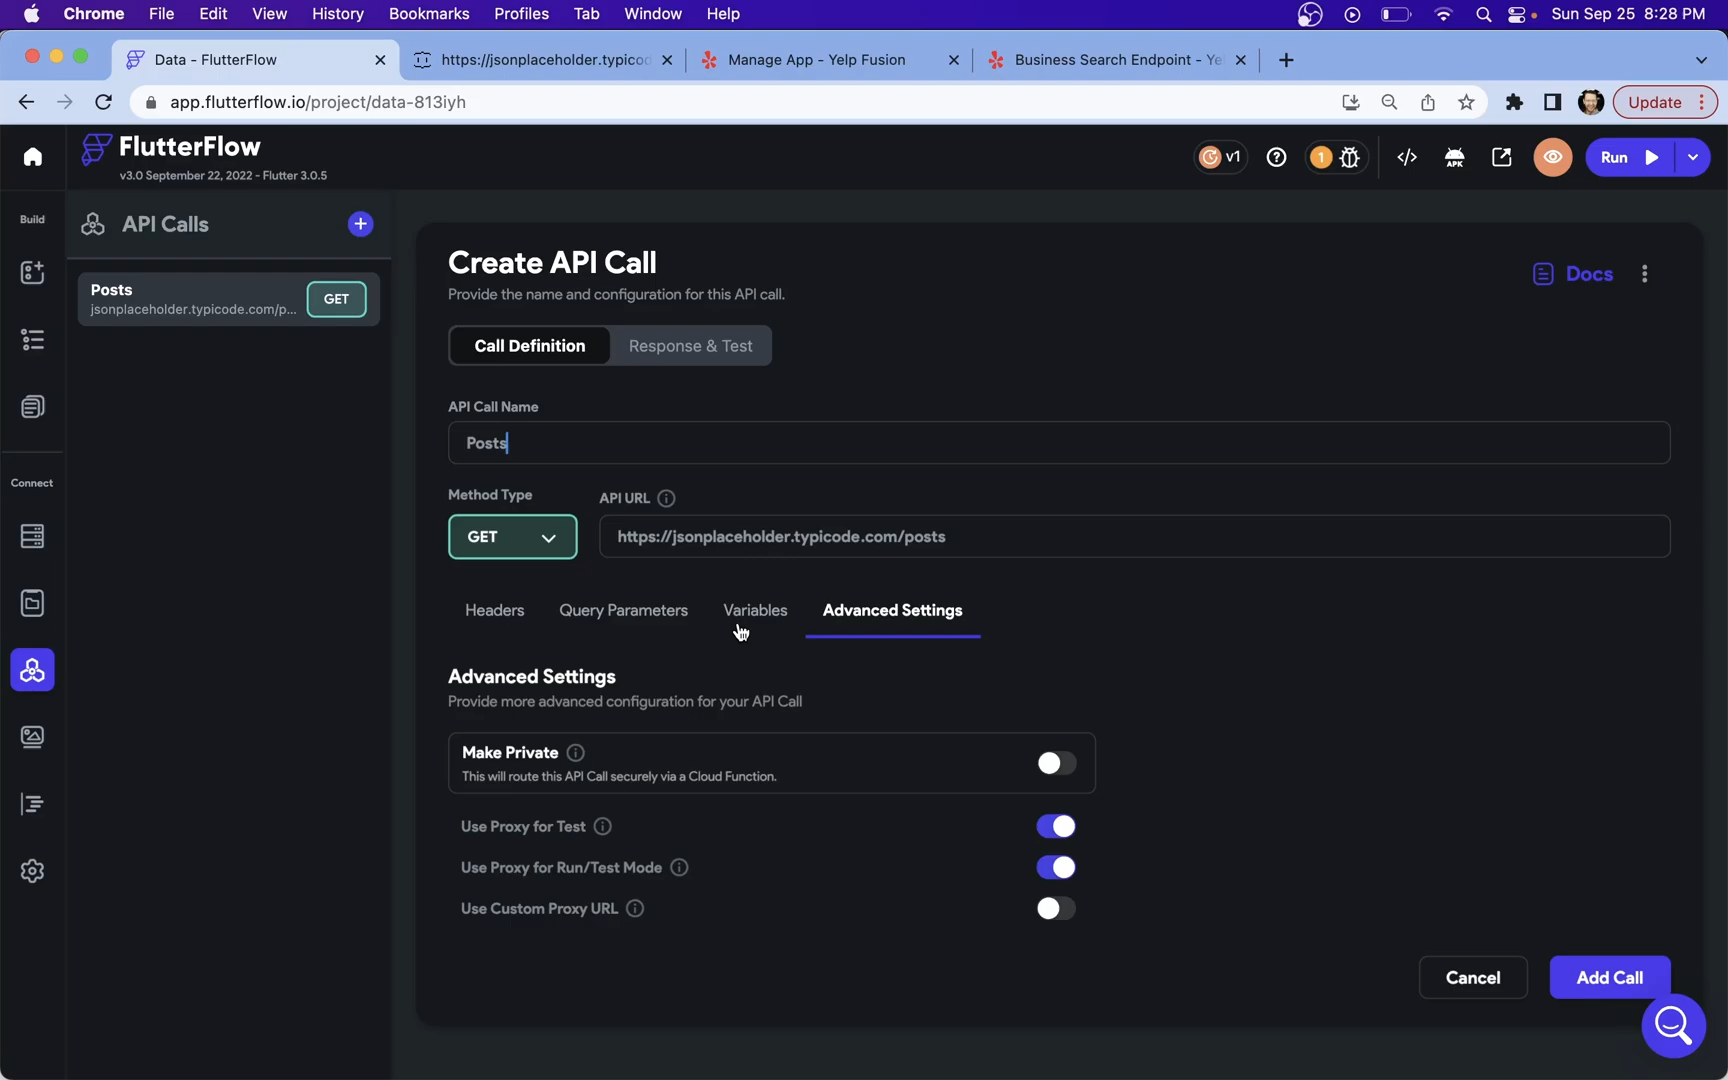 Chrome File Edit View History Bookmarks Profiles Tab Window Help Sun Sep 25 8:28 PM
Data - FlutterFlow https://jsonplaceholder.typicod Manage App - Yelp Fusion Business Search Endpoint - Ye
app.flutterflow.io/project/data-813iyh Update
FlutterFlow
v3.0 September 22, 2022 - Flutter 3.0.5
v1 1 APK Run
Build
API Calls
Posts
jsonplaceholder.typicode.com/p...
GET
Connect
Create API Call
Provide the name and configuration for this API call.
Docs
Call Definition Response & Test
API Call Name
Posts
Method Type API URL
GET https://jsonplaceholder.typicode.com/posts
Headers Query Parameters Variables Advanced Settings
Advanced Settings
Provide more advanced configuration for your API Call
Make Private
This will route this API Call securely via a Cloud Function.
Use Proxy for Test
Use Proxy for Run/Test Mode
Use Custom Proxy URL
Cancel Add Call